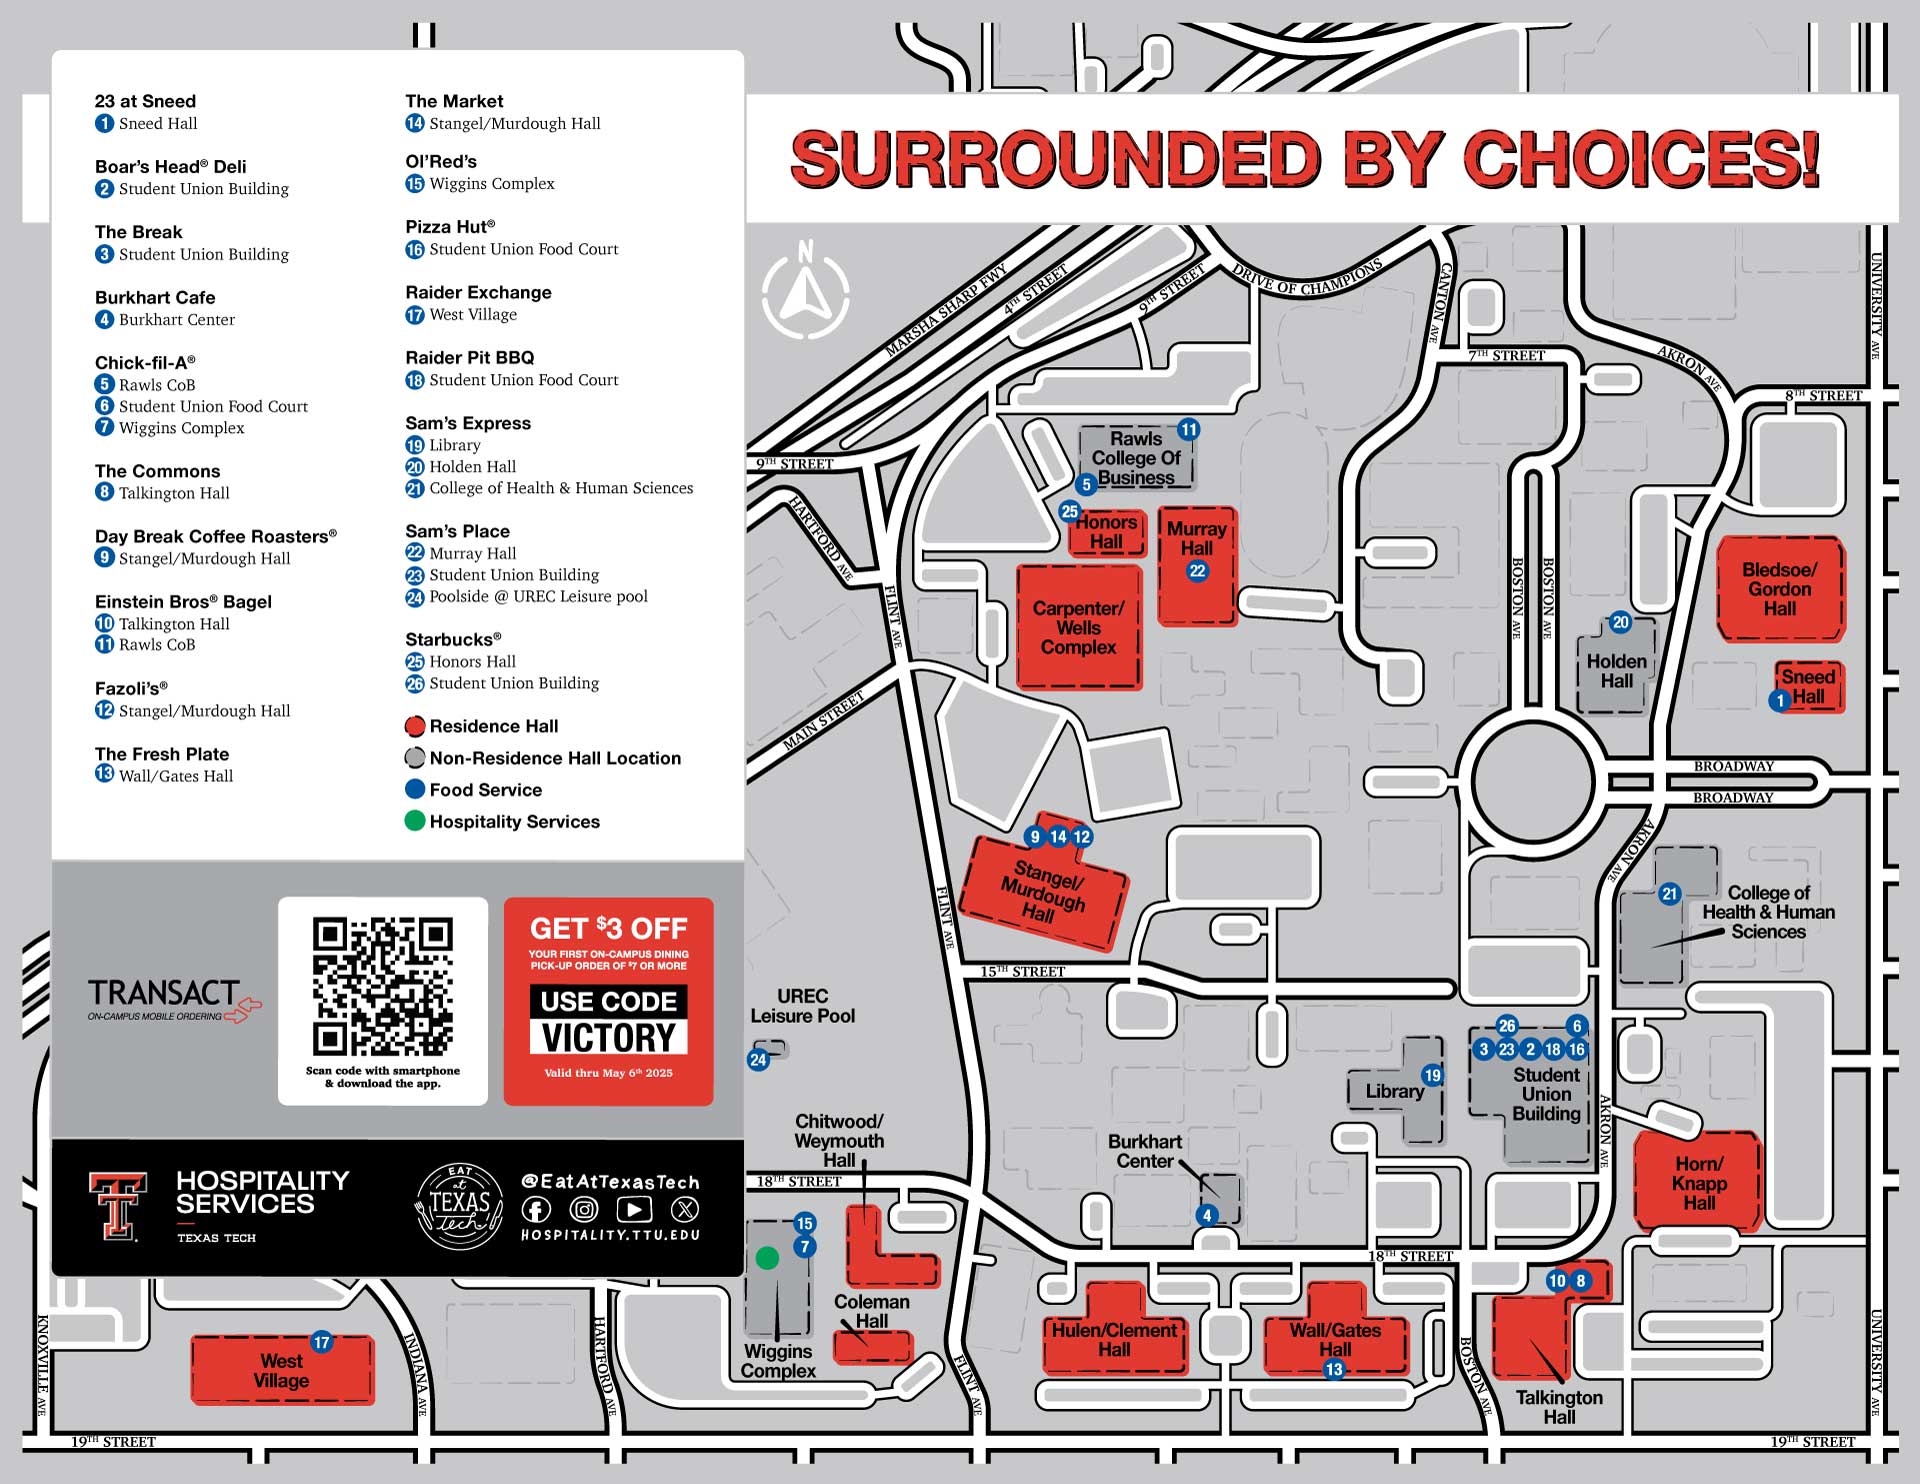 SURROUNDED BY CHOICES!
23 at Sneed
1 Sneed Hall
Boar's Head® Deli
2 Student Union Building
The Break
3 Student Union Building
Burkhart Cafe
4 Burkhart Center
Chick-fil-A®
5 Rawls CoB
6 Student Union Food Court
7 Wiggins Complex
The Commons
8 Talkington Hall
Day Break Coffee Roasters®
9 Stangel/Murdough Hall
Einstein Bros® Bagel
10 Talkington Hall
11 Rawls CoB
Fazoli's®
12 Stangel/Murdough Hall
The Fresh Plate
13 Wall/Gates Hall
The Market
14 Stangel/Murdough Hall
Ol'Red's
15 Wiggins Complex
Pizza Hut®
16 Student Union Food Court
Raider Exchange
17 West Village
Raider Pit BBQ
18 Student Union Food Court
Sam's Express
19 Library
20 Holden Hall
21 College of Health & Human Sciences
Sam's Place
22 Murray Hall
23 Student Union Building
24 Poolside @ UREC Leisure pool
Starbucks®
25 Honors Hall
26 Student Union Building
Residence Hall
Non-Residence Hall Location
Food Service
Hospitality Services
TRANSACT
ON-CAMPUS MOBILE ORDERING
Scan code with smartphone
& download the app.
GET $3 OFF
YOUR FIRST ON-CAMPUS DINING
PICK-UP ORDER OF $7 OR MORE
USE CODE
VICTORY
Valid thru May 6th 2025
HOSPITALITY
SERVICES
TEXAS TECH
EAT
at
TEXAS
tech
@EatAtTexasTech
HOSPITALITY.TTU.EDU
N
MARSHA SHARP FWY
4TH STREET
9TH STREET
DRIVE OF CHAMPIONS
CANTON AVE
UNIVERSITY AVE
7TH STREET
AKRON AVE
8TH STREET
9TH STREET
HARTFORD AVE
FLINT AVE
11
Rawls
College Of
Business
5
25
Honors
Hall
Murray
Hall
22
Carpenter/
Wells
Complex
BOSTON AVE
BOSTON AVE
20
Holden
Hall
Bledsoe/
Gordon
Hall
Sneed
Hall
1
MAIN STREET
BROADWAY
BROADWAY
AKRON AVE
9 14 12
Stangel/
Murdough
Hall
FLINT AVE
21
College of
Health & Human
Sciences
15TH STREET
UREC
Leisure Pool
24
26 6
3 23 2 18 16
Student
Union
Building
19
Library
AKRON AVE
Chitwood/
Weymouth
Hall
Burkhart
Center
4
Horn/
Knapp
Hall
18TH STREET
15
7
18TH STREET
10 8
Coleman
Hall
Wiggins
Complex
Hulen/Clement
Hall
Wall/Gates
Hall
13
Talkington
Hall
17
West
Village
KNOXVILLE AVE
INDIANA AVE
HARTFORD AVE
FLINT AVE
BOSTON AVE
UNIVERSITY AVE
19TH STREET
19TH STREET